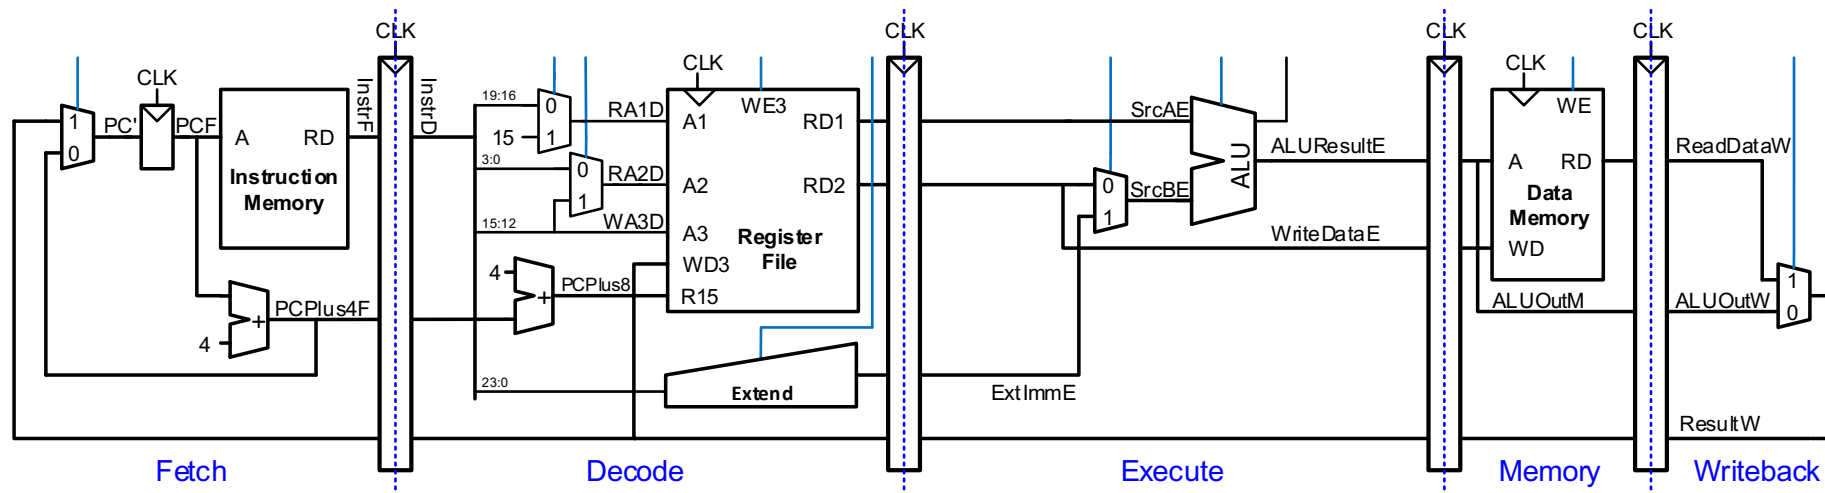 CLK
CLK
CLK
CLK
CLK
CLK
CLK
1
0
PC'
PCF
A
RD
Instruction
Memory
InstrF
InstrD
PCPlus4F
+
4
19:16
0
1
15
RA1D
3:0
0
1
RA2D
15:12
WA3D
4
+
PCPlus8
23:0
WE3
A1
RD1
A2
RD2
A3
Register
File
WD3
R15
Extend
ExtImmE
SrcAE
0
1
SrcBE
ALU
ALUResultE
WriteDataE
WE
A
RD
Data
Memory
WD
ALUOutM
ReadDataW
ALUOutW
1
0
ResultW
Fetch
Decode
Execute
Memory
Writeback